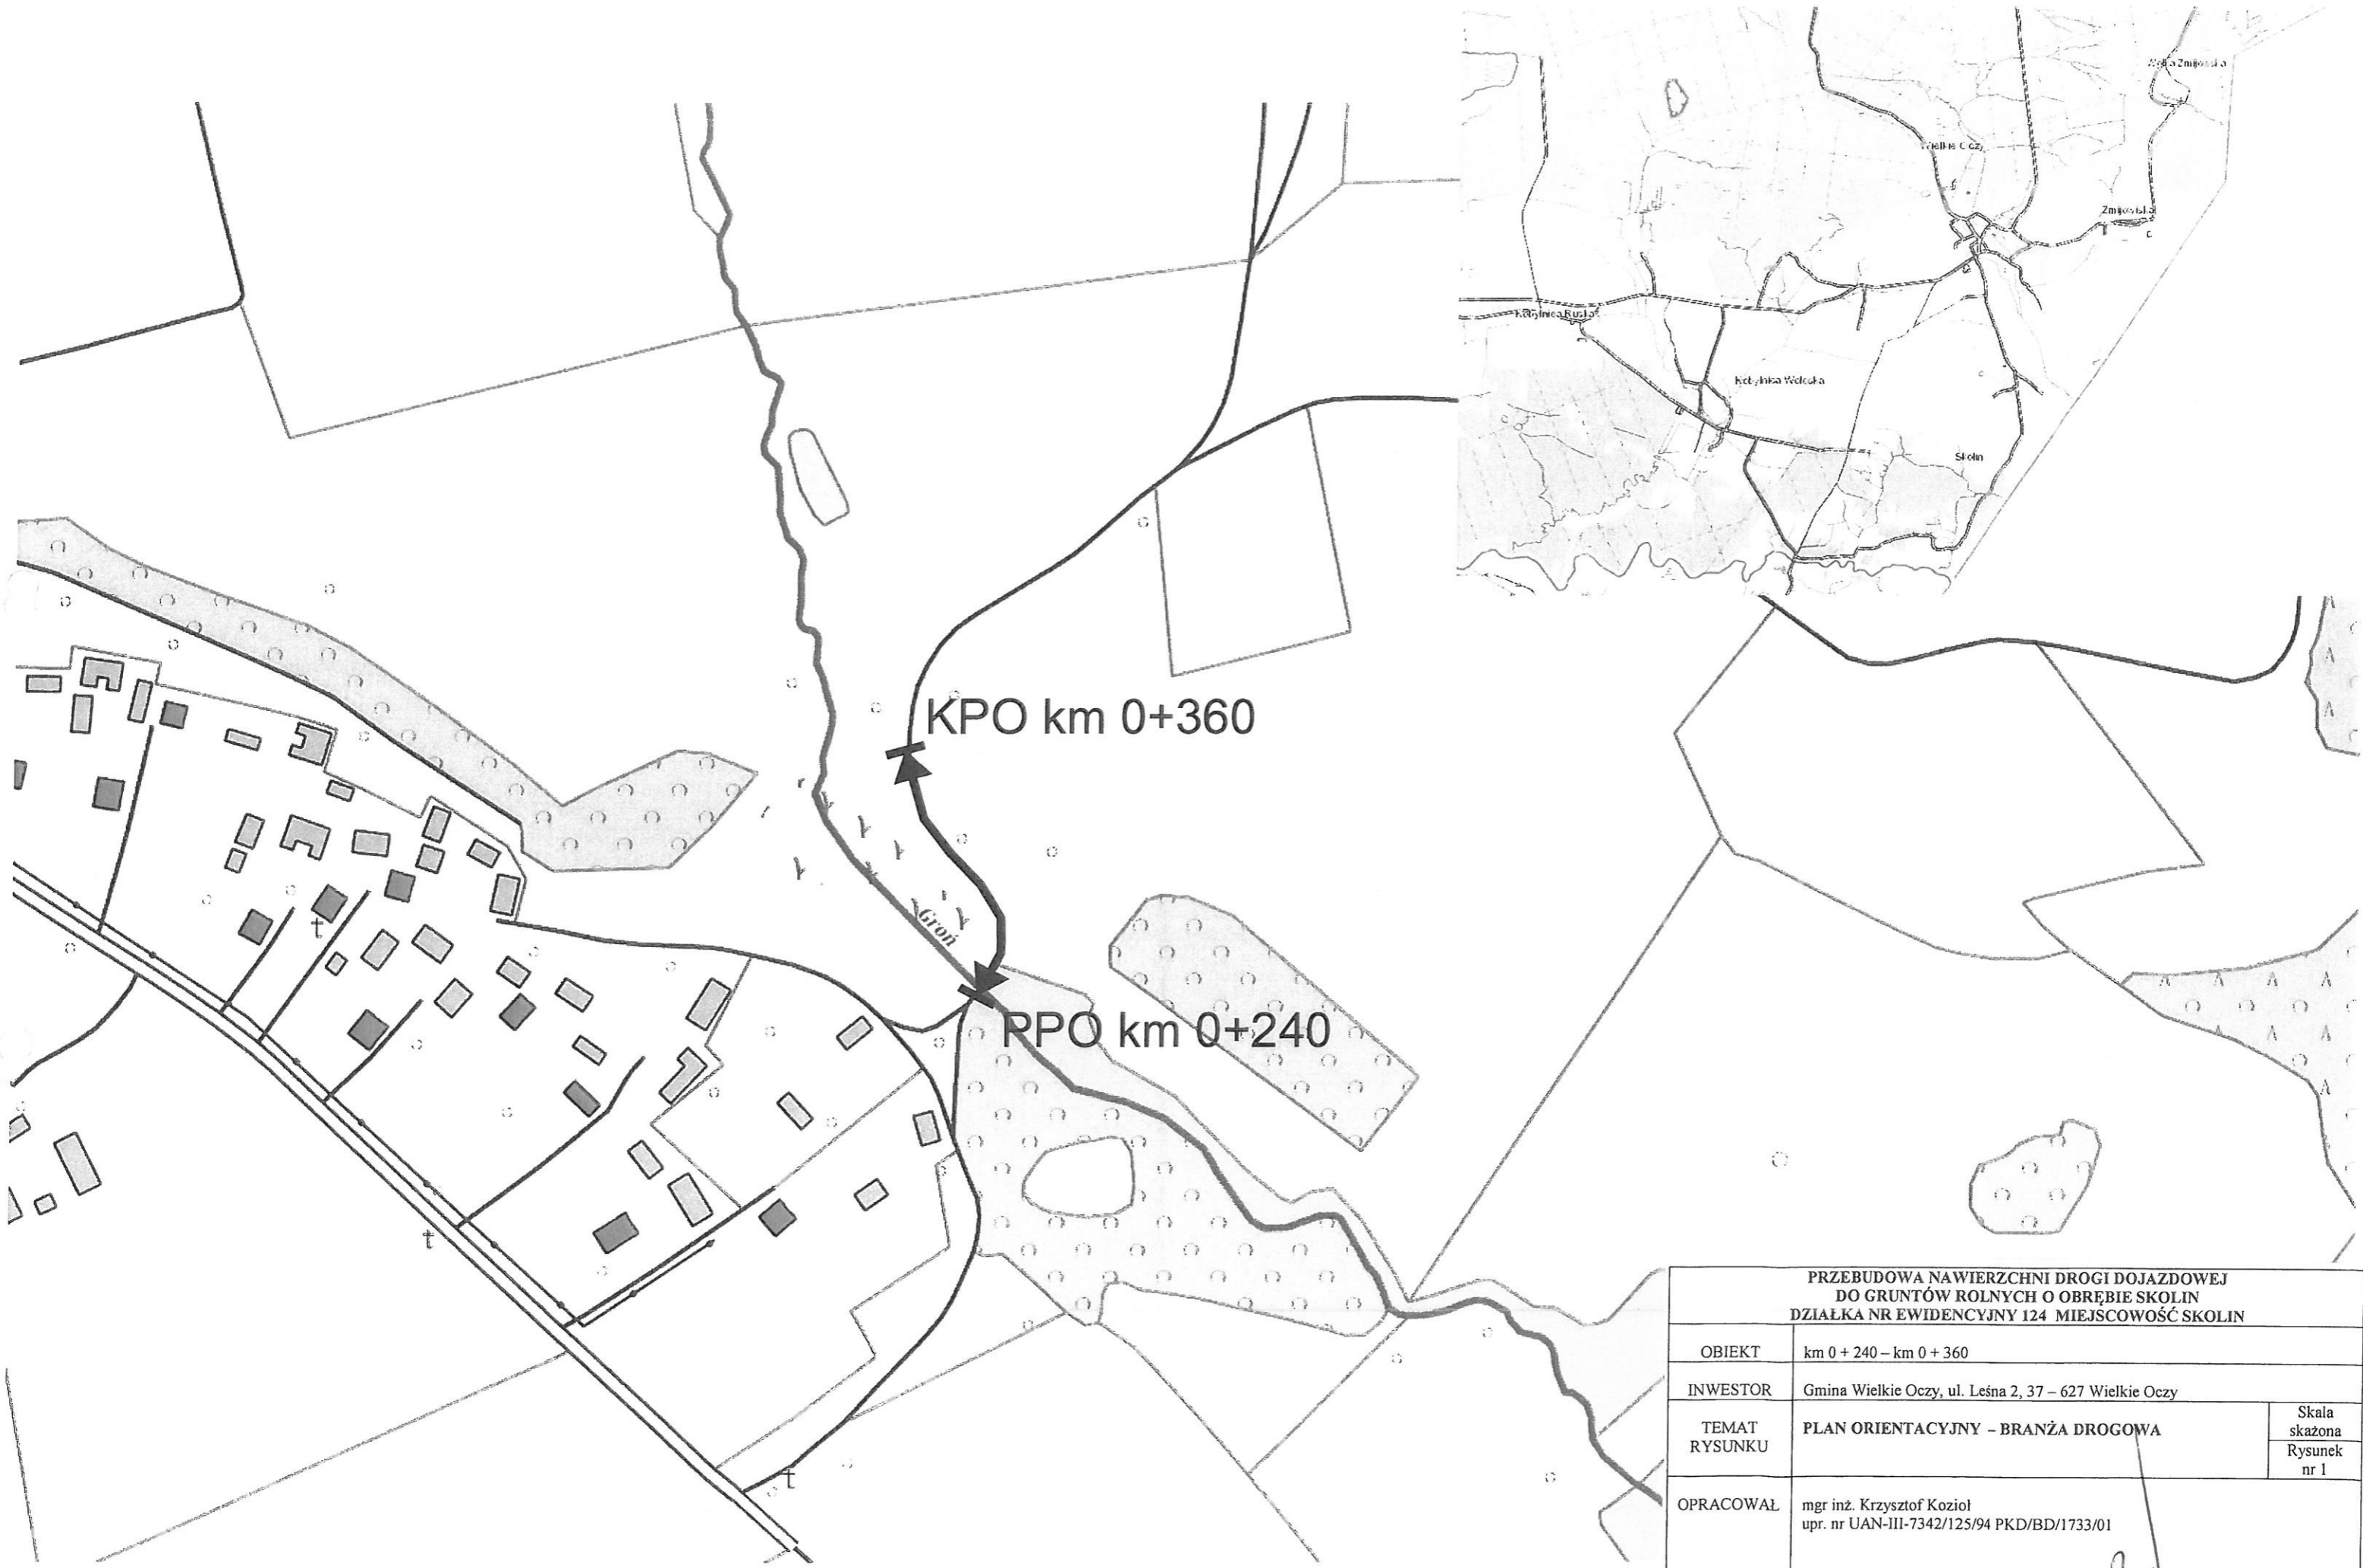 Wielkie Oczy
Kobylnica Ruska
Kobylnica Wołoska
Skolin
KPO km 0+360
Groń
PPO km 0+240
t
t
t
PRZEBUDOWA NAWIERZCHNI DROGI DOJAZDOWEJ
DO GRUNTÓW ROLNYCH O OBRĘBIE SKOLIN
DZIAŁKA NR EWIDENCYJNY 124 MIEJSCOWOŚĆ SKOLIN
OBIEKT km 0 + 240 – km 0 + 360
INWESTOR Gmina Wielkie Oczy, ul. Leśna 2, 37 – 627 Wielkie Oczy
TEMAT RYSUNKU PLAN ORIENTACYJNY – BRANŻA DROGOWA
Skala
skażona
Rysunek
nr 1
OPRACOWAŁ mgr inż. Krzysztof Kozioł
upr. nr UAN-III-7342/125/94 PKD/BD/1733/01